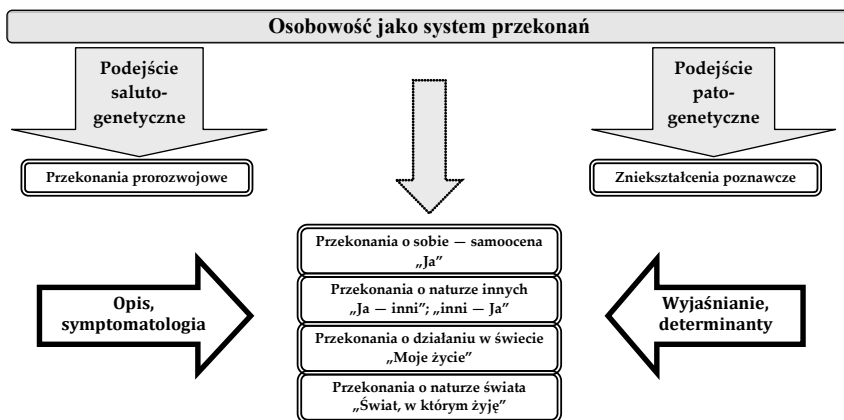 Osobowość jako system przekonań
Podejście
saluto-
genetyczne
Podejście
pato-
genetyczne
Przekonania prorozwojowe
Zniekształcenia poznawcze
Przekonania o sobie — samoocena
„Ja”
Przekonania o naturze innych
„Ja — inni”; „inni — Ja”
Przekonania o działaniu w świecie
„Moje życie”
Przekonania o naturze świata
„Świat, w którym żyję”
Opis,
symptomatologia
Wyjaśnianie,
determinanty